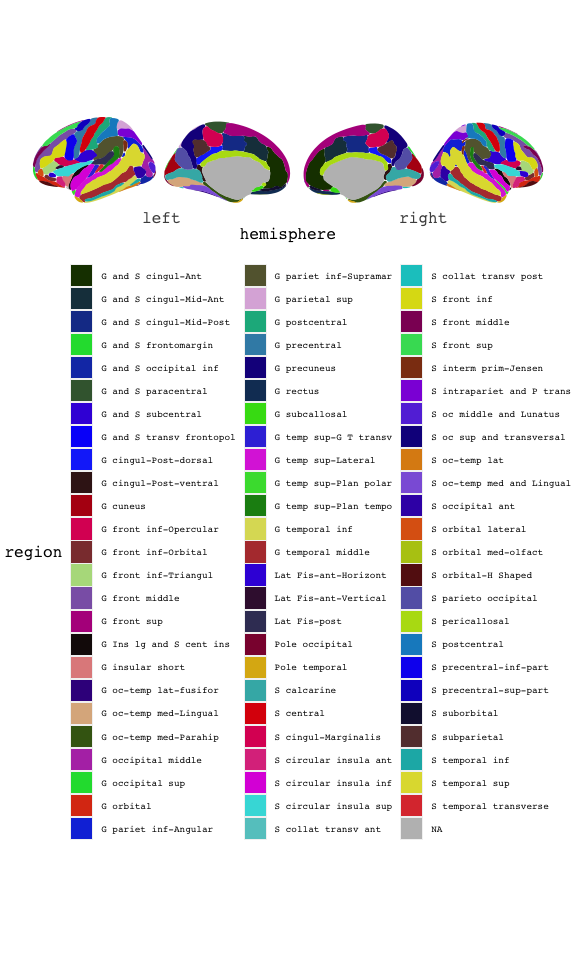 left right
hemisphere
region
G and S cingul-Ant
G and S cingul-Mid-Ant
G and S cingul-Mid-Post
G and S frontomargin
G and S occipital inf
G and S paracentral
G and S subcentral
G and S transv frontopol
G cingul-Post-dorsal
G cingul-Post-ventral
G cuneus
G front inf-Opercular
G front inf-Orbital
G front inf-Triangul
G front middle
G front sup
G Ins lg and S cent ins
G insular short
G oc-temp lat-fusifor
G oc-temp med-Lingual
G oc-temp med-Parahip
G occipital middle
G occipital sup
G orbital
G pariet inf-Angular
G pariet inf-Supramar
G parietal sup
G postcentral
G precentral
G precuneus
G rectus
G subcallosal
G temp sup-G T transv
G temp sup-Lateral
G temp sup-Plan polar
G temp sup-Plan tempo
G temporal inf
G temporal middle
Lat Fis-ant-Horizont
Lat Fis-ant-Vertical
Lat Fis-post
Pole occipital
Pole temporal
S calcarine
S central
S cingul-Marginalis
S circular insula ant
S circular insula inf
S circular insula sup
S collat transv ant
S collat transv post
S front inf
S front middle
S front sup
S interm prim-Jensen
S intrapariet and P trans
S oc middle and Lunatus
S oc sup and transversal
S oc-temp lat
S oc-temp med and Lingual
S occipital ant
S orbital lateral
S orbital med-olfact
S orbital-H Shaped
S parieto occipital
S pericallosal
S postcentral
S precentral-inf-part
S precentral-sup-part
S suborbital
S subparietal
S temporal inf
S temporal sup
S temporal transverse
NA